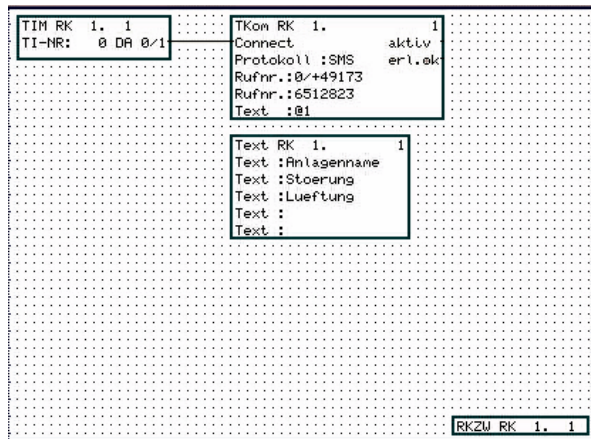 TIM RK 1. 1
TI-NR: 0 DA 0/1
TKom RK 1. 1
Connect aktiv
Protokoll :SMS erl.ok
Rufnr.:0/+49173
Rufnr.:6512823
Text :@1
Text RK 1. 1
Text :Anlagenname
Text :Stoerung
Text :Lueftung
Text :
Text :
RKZW RK 1. 1